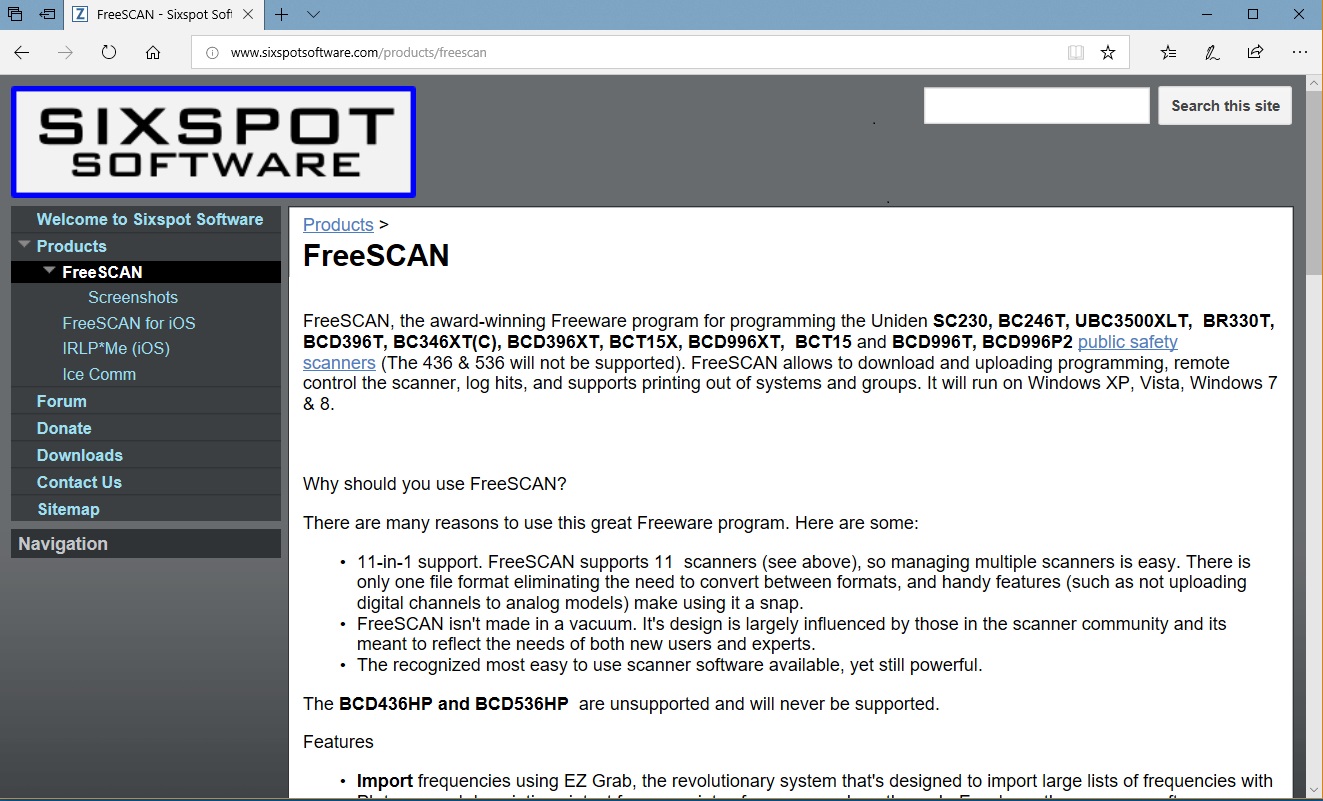 FreeSCAN - Sixspot Soft
www.sixspotsoftware.com/products/freescan
SIXSPOT
SOFTWARE
Search this site
Welcome to Sixspot Software
Products
FreeSCAN
Screenshots
FreeSCAN for iOS
IRLP*Me (iOS)
Ice Comm
Forum
Donate
Downloads
Contact Us
Sitemap
Navigation
Products >
FreeSCAN
FreeSCAN, the award-winning Freeware program for programming the Uniden SC230, BC246T, UBC3500XLT,  BR330T,
BCD396T, BC346XT(C), BCD396XT, BCT15X, BCD996XT,  BCT15 and BCD996T, BCD996P2 public safety
scanners (The 436 & 536 will not be supported). FreeSCAN allows to download and uploading programming, remote
control the scanner, log hits, and supports printing out of systems and groups. It will run on Windows XP, Vista, Windows 7
& 8.
Why should you use FreeSCAN?
There are many reasons to use this great Freeware program. Here are some:
• 11-in-1 support. FreeSCAN supports 11  scanners (see above), so managing multiple scanners is easy. There is
only one file format eliminating the need to convert between formats, and handy features (such as not uploading
digital channels to analog models) make using it a snap.
• FreeSCAN isn't made in a vacuum. It's design is largely influenced by those in the scanner community and its
meant to reflect the needs of both new users and experts.
• The recognized most easy to use scanner software available, yet still powerful.
The BCD436HP and BCD536HP  are unsupported and will never be supported.
Features
• Import frequencies using EZ Grab, the revolutionary system that's designed to import large lists of frequencies with